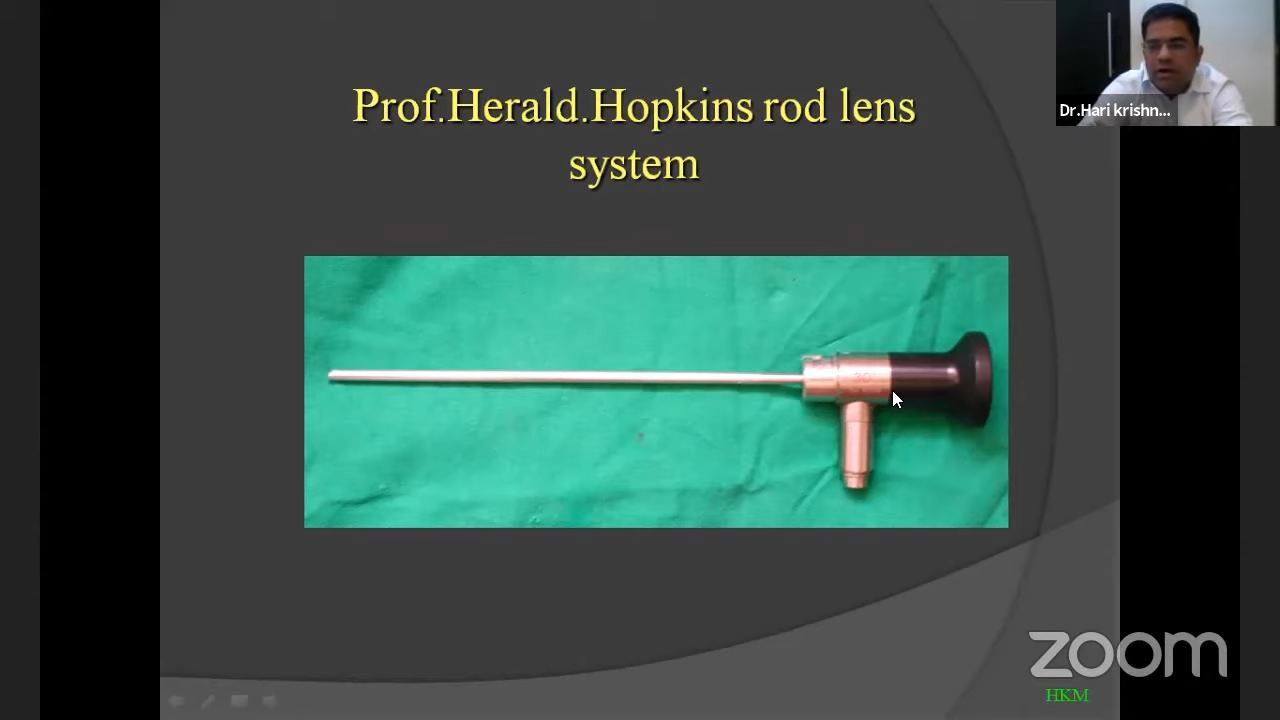 Prof.Herald.Hopkins rod lens
system
Dr.Hari krishn...
zoom
HKM